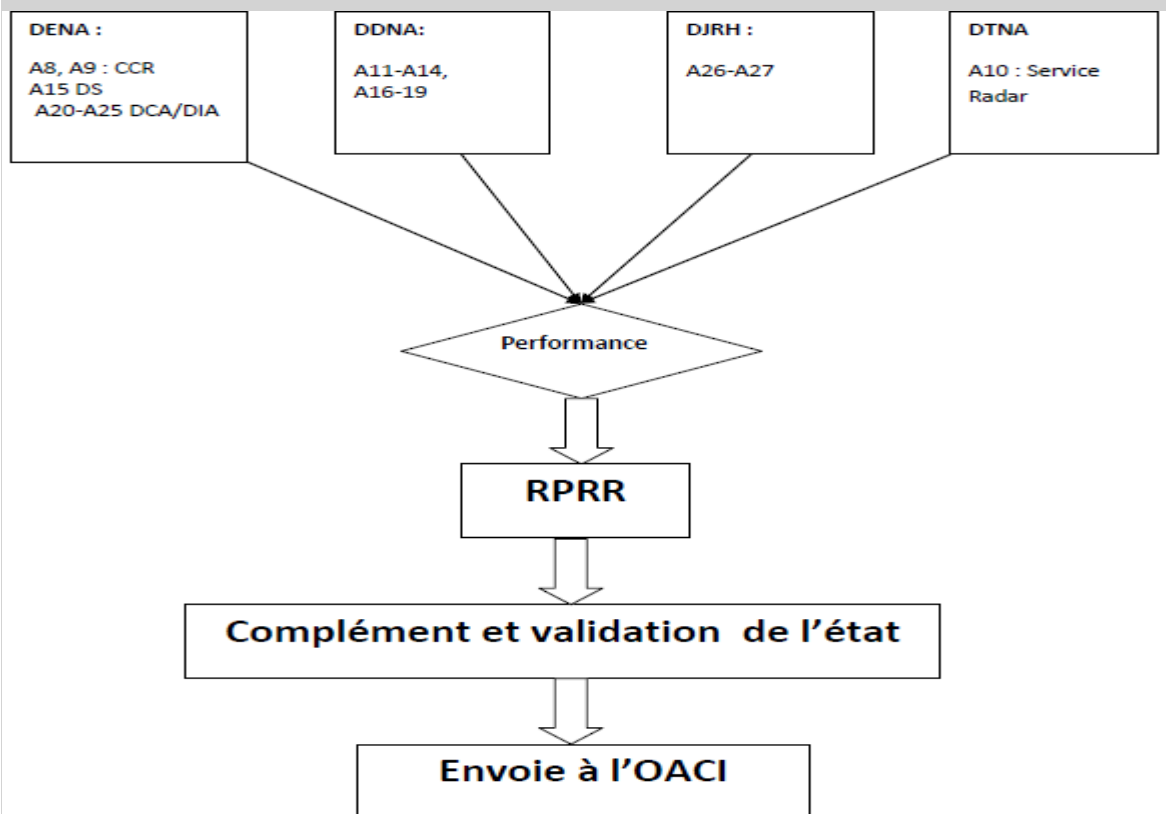 DENA :
A8, A9 : CCR
A15 DS
A20-A25 DCA/DIA
DDNA:
A11-A14,
A16-19
DJRH :
A26-A27
DTNA
A10 : Service
Radar
Performance
RPRR
Complément et validation de l’état
Envoie à l’OACI